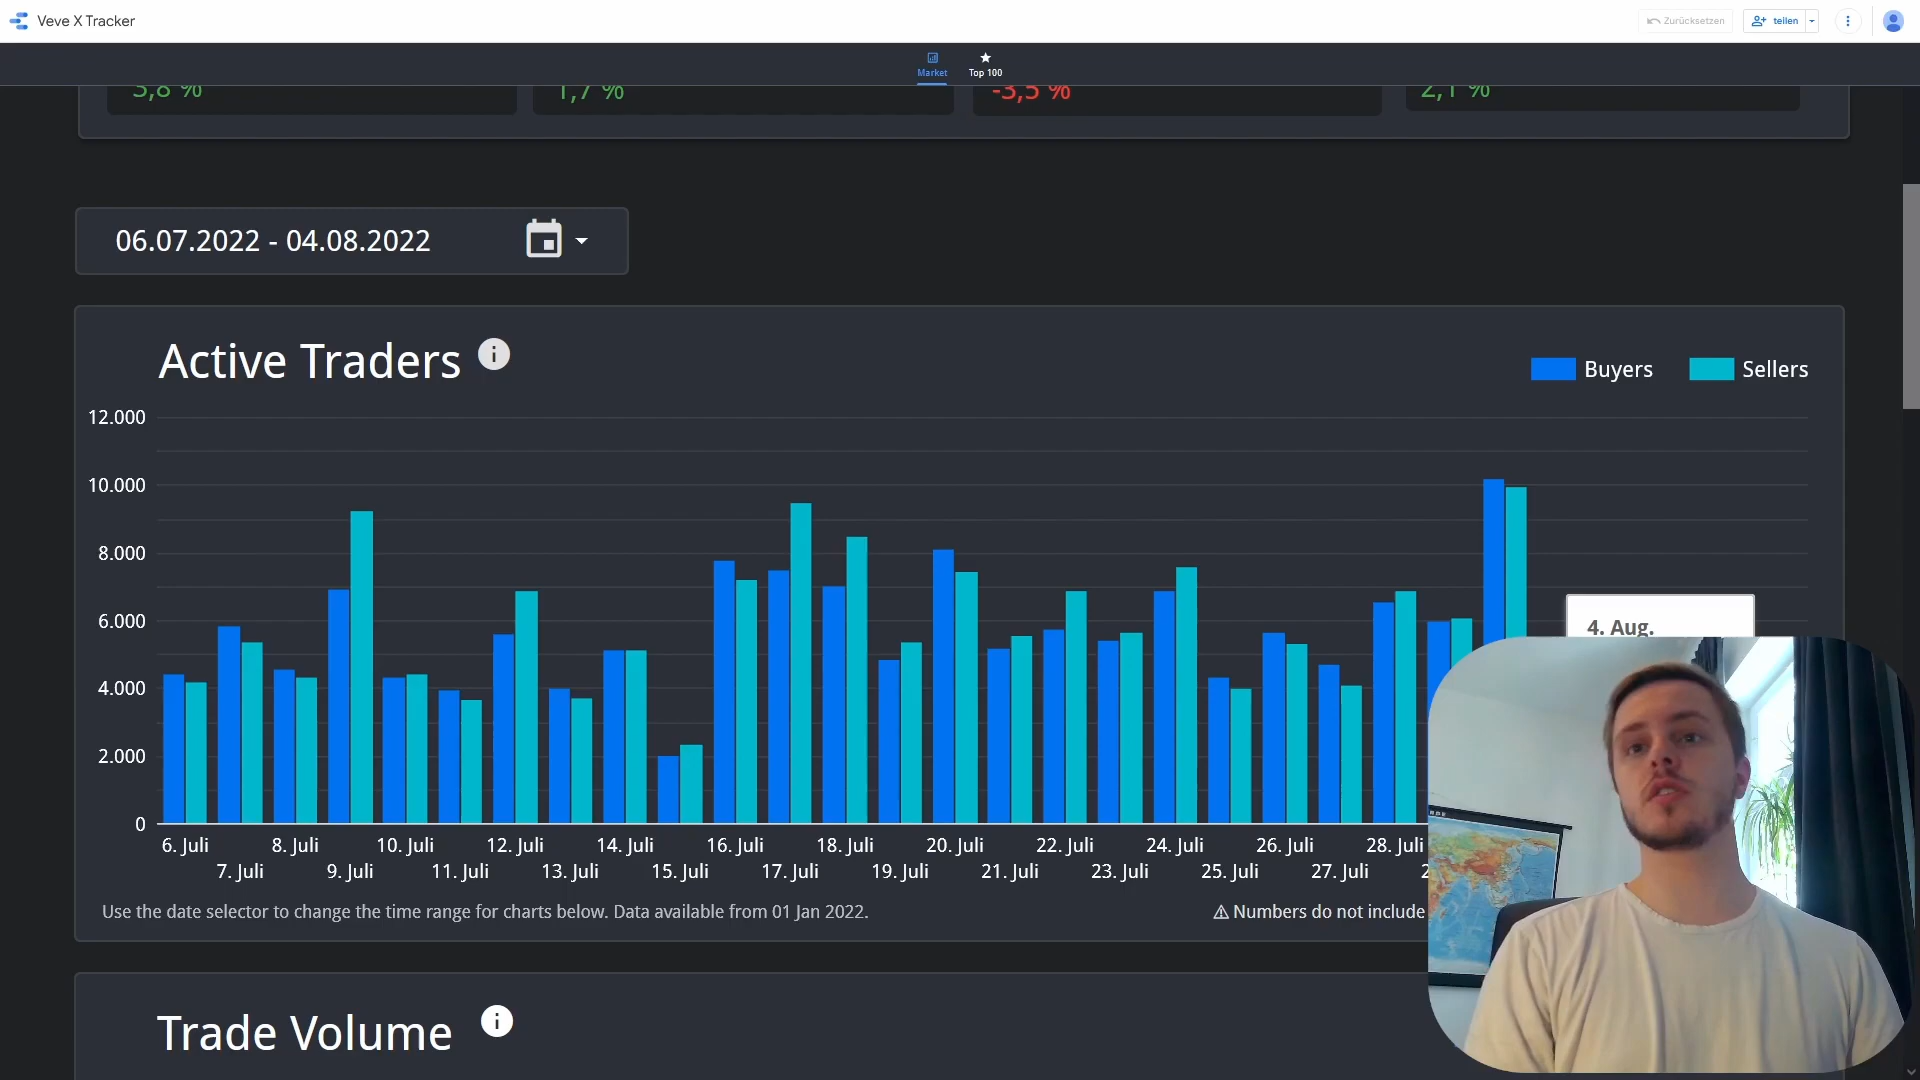 Veve X Tracker
Zurücksetzen
teilen
Market
Top 100
3,8 %
1,7 %
-3,5 %
2,1 %
06.07.2022 - 04.08.2022
Active Traders
Buyers
Sellers
12.000
10.000
8.000
6.000
4.000
2.000
0
4. Aug.
6. Juli
7. Juli
8. Juli
9. Juli
10. Juli
11. Juli
12. Juli
13. Juli
14. Juli
15. Juli
16. Juli
17. Juli
18. Juli
19. Juli
20. Juli
21. Juli
22. Juli
23. Juli
24. Juli
25. Juli
26. Juli
27. Juli
28. Juli
Use the date selector to change the time range for charts below. Data available from 01 Jan 2022.
⚠ Numbers do not include
Trade Volume